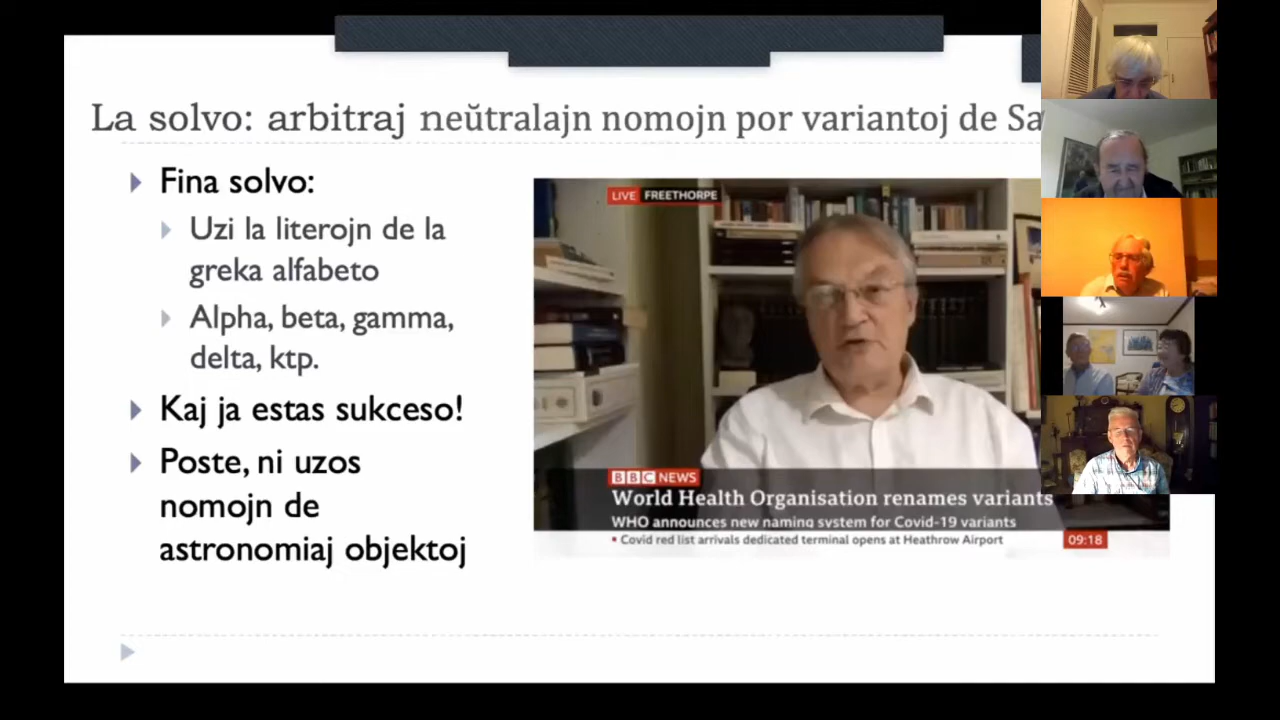 La solvo: arbitraj neŭtralajn nomojn por variantoj de
Fina solvo:
Uzi la literojn de la
greka alfabeto
Alpha, beta, gamma,
delta, ktp.
Kaj ja estas sukceso!
Poste, ni uzos
nomojn de
astronomiaj objektoj
LIVE FREETHORPE
BBC NEWS
World Health Organisation renames variants
WHO announces new naming system for Covid-19 variants
Covid red list arrivals dedicated terminal opens at Heathrow Airport
09:18